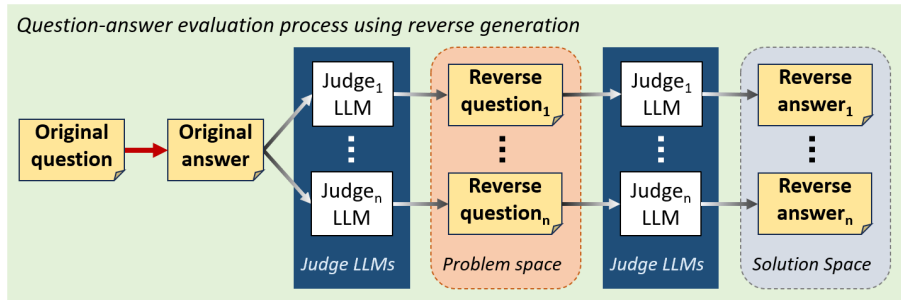 Question-answer evaluation process using reverse generation
Original
question
Original
answer
Judge1
LLM
Judgen
LLM
Judge LLMs
Reverse
question1
Reverse
questionn
Problem space
Judge1
LLM
Judgen
LLM
Judge LLMs
Reverse
answer1
Reverse
answern
Solution Space